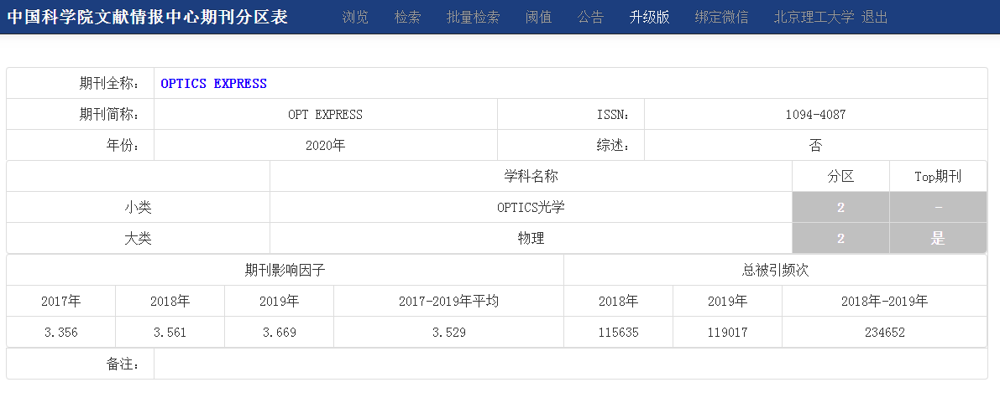 中国科学院文献情报中心期刊分区表 浏览 检索 批量检索 阈值 公告 升级版 绑定微信 北京理工大学 退出
期刊全称： OPTICS EXPRESS
期刊简称： OPT EXPRESS ISSN： 1094-4087
年份： 2020年 综述： 否
学科名称 分区 Top期刊
小类 OPTICS光学 2 -
大类 物理 2 是
期刊影响因子 总被引频次
2017年 2018年 2019年 2017-2019年平均 2018年 2019年 2018年-2019年
3.356 3.561 3.669 3.529 115635 119017 234652
备注：